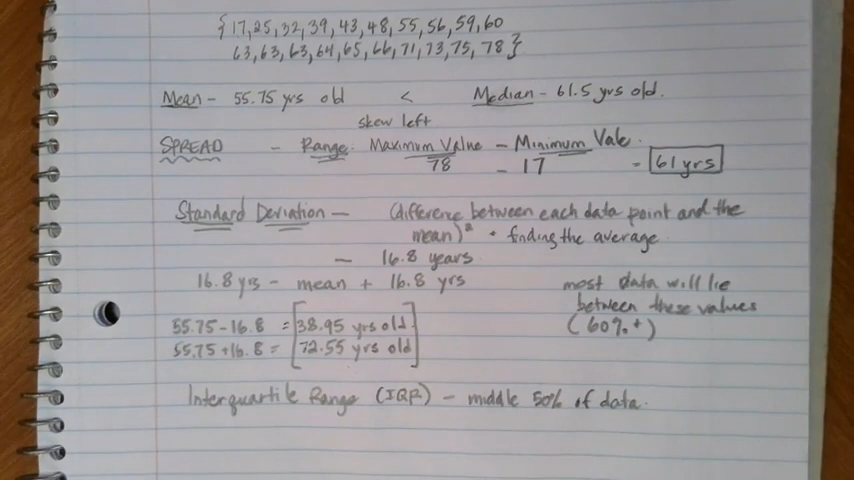 {17,25,32,39,43,48,55,56,59,60
63,63,63,64,65,66,71,73,75,78}
Mean - 55.75 yrs old < Median - 61.5 yrs old.
skew left
SPREAD - Range. Maximum Value - Minimum Vale.
78 - 17 = 61 yrs
Standard Deviation - (difference between each data point and the
mean)² • finding the average
- 16.8 years
16.8 yrs - mean + 16.8 yrs most data will lie
between these values
(60%+)
55.75-16.8 = 38.95 yrs old.
55.75+16.8 = 72.55 yrs old
Interquartile Range (IQR) - middle 50% of data.